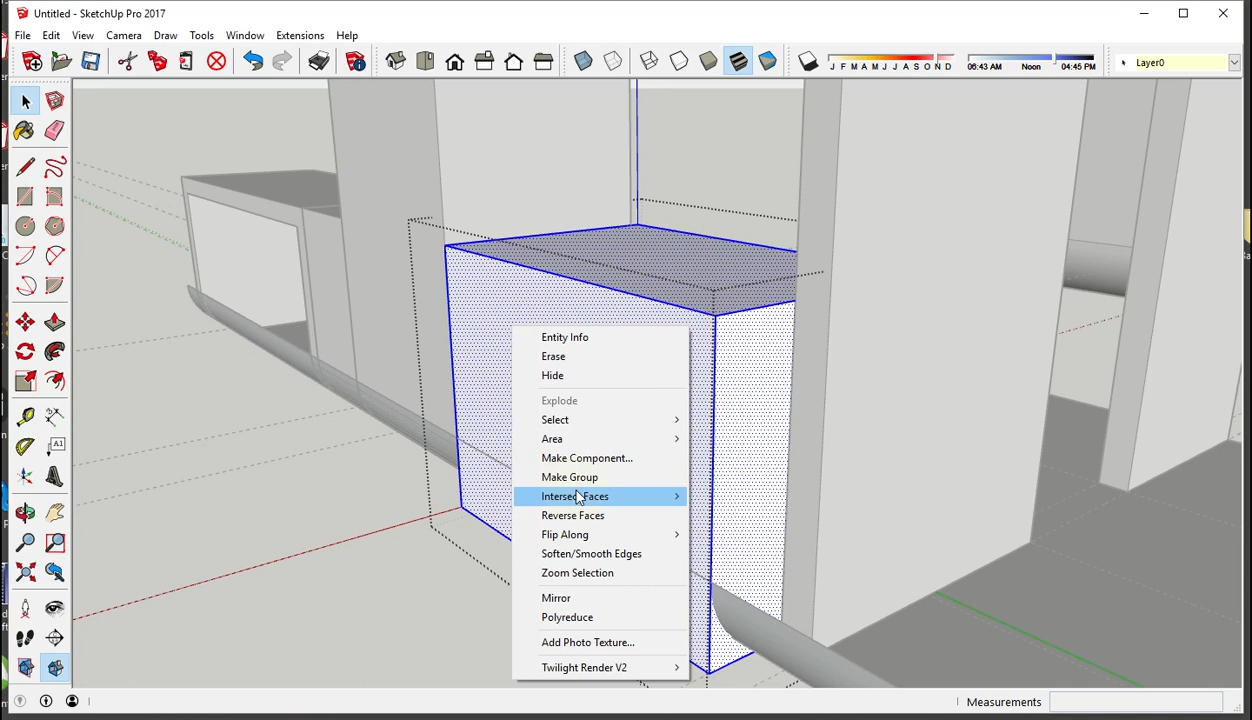 Untitled - SketchUp Pro 2017
File Edit View Camera Draw Tools Window Extensions Help
J F M A M J J A S O N D 06:43 AM Noon 04:45 PM Layer0
A1
Entity Info
Erase
Hide
Explode
Select
Area
Make Component...
Make Group
Intersect Faces
Reverse Faces
Flip Along
Soften/Smooth Edges
Zoom Selection
Mirror
Polyreduce
Add Photo Texture...
Twilight Render V2
Measurements